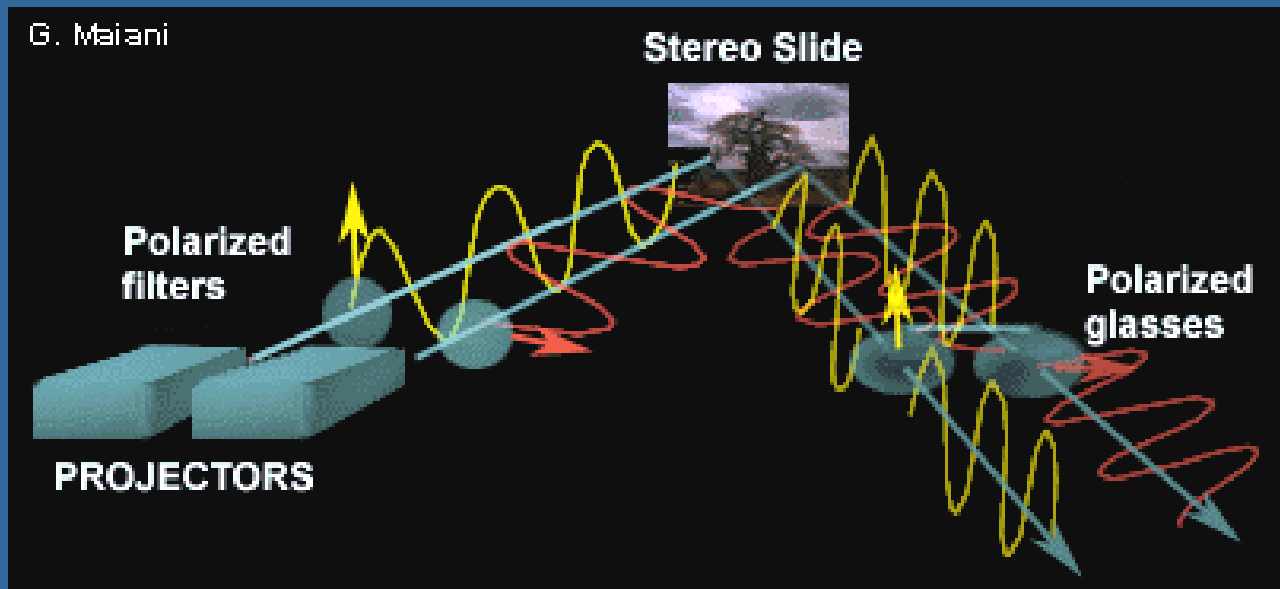 G. Maiani
Stereo Slide
Polarized
filters
Polarized
glasses
PROJECTORS